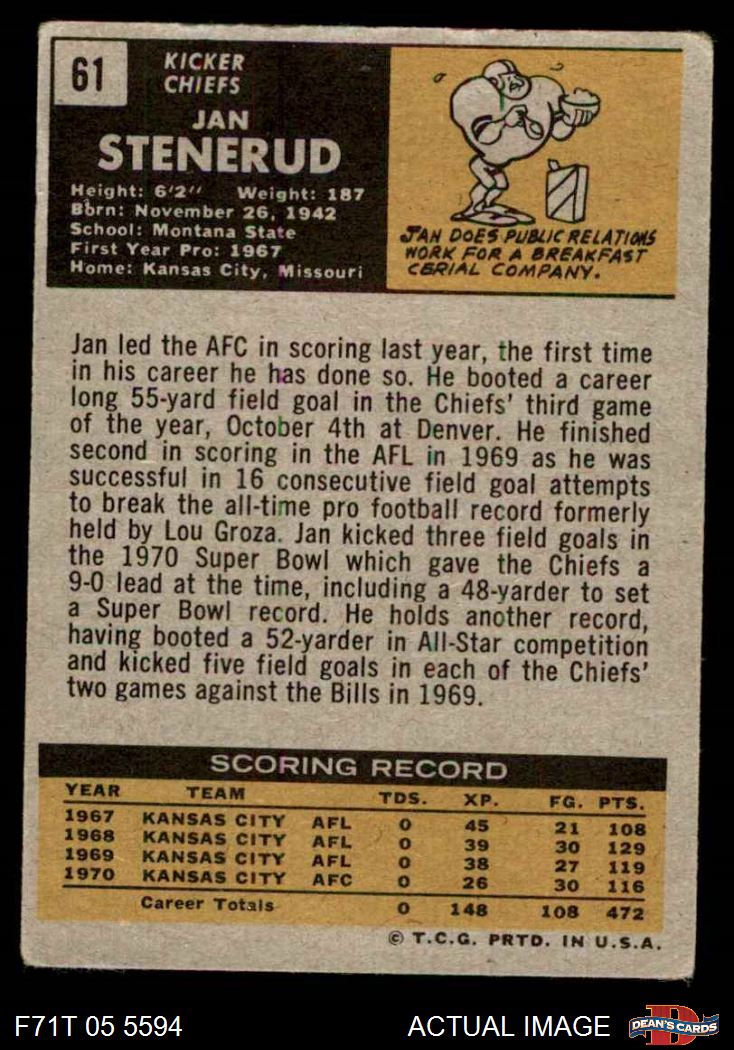 61
KICKER
CHIEFS
JAN
STENERUD
Height: 6'2" Weight: 187
Born: November 26, 1942
School: Montana State
First Year Pro: 1967
Home: Kansas City, Missouri
JAN DOES PUBLIC RELATIONS
WORK FOR A BREAKFAST
CERIAL COMPANY.
Jan led the AFC in scoring last year, the first time
in his career he has done so. He booted a career
long 55-yard field goal in the Chiefs' third game
of the year, October 4th at Denver. He finished
second in scoring in the AFL in 1969 as he was
successful in 16 consecutive field goal attempts
to break the all-time pro football record formerly
held by Lou Groza. Jan kicked three field goals in
the 1970 Super Bowl which gave the Chiefs a
9-0 lead at the time, including a 48-yarder to set
a Super Bowl record. He holds another record,
having booted a 52-yarder in All-Star competition
and kicked five field goals in each of the Chiefs'
two games against the Bills in 1969.
SCORING RECORD
YEAR TEAM TDS. XP. FG. PTS.
1967 KANSAS CITY AFL 0 45 21 108
1968 KANSAS CITY AFL 0 39 30 129
1969 KANSAS CITY AFL 0 38 27 119
1970 KANSAS CITY AFC 0 26 30 116
Career Totals 0 148 108 472
© T.C.G. PRTD. IN U.S.A.
F71T 05 5594 ACTUAL IMAGE DEAN'S CARDS